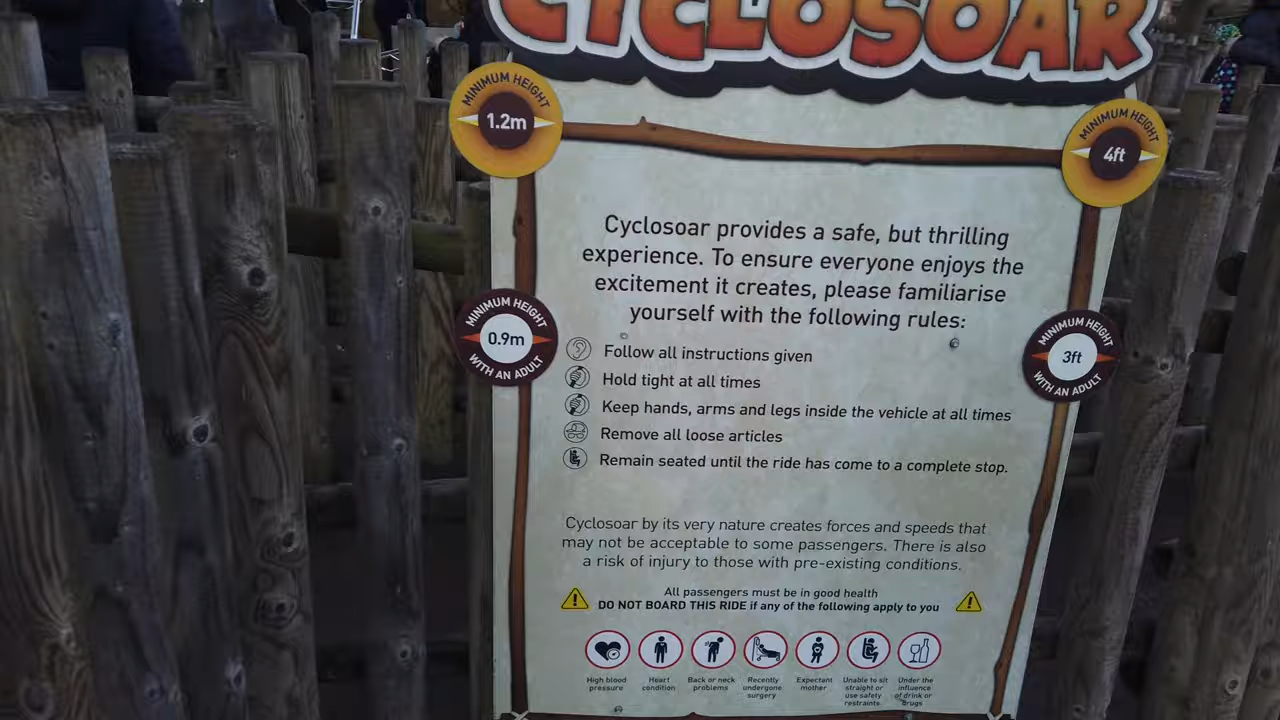 CYCLOSOAR
MINIMUM HEIGHT
1.2m
MINIMUM HEIGHT
4ft
Cyclosoar provides a safe, but thrilling
experience. To ensure everyone enjoys the
excitement it creates, please familiarise
yourself with the following rules:
MINIMUM HEIGHT
0.9m
WITH AN ADULT
MINIMUM HEIGHT
3ft
WITH AN ADULT
Follow all instructions given
Hold tight at all times
Keep hands, arms and legs inside the vehicle at all times
Remove all loose articles
Remain seated until the ride has come to a complete stop.
Cyclosoar by its very nature creates forces and speeds that
may not be acceptable to some passengers. There is also
a risk of injury to those with pre-existing conditions.
All passengers must be in good health
DO NOT BOARD THIS RIDE if any of the following apply to you
High blood
pressure
Heart
condition
Back or neck
problems
Recently
undergone
surgery
Expectant
mother
Unable to sit
straight or
use safety
restraints
Under the
influence
of drink or
drugs